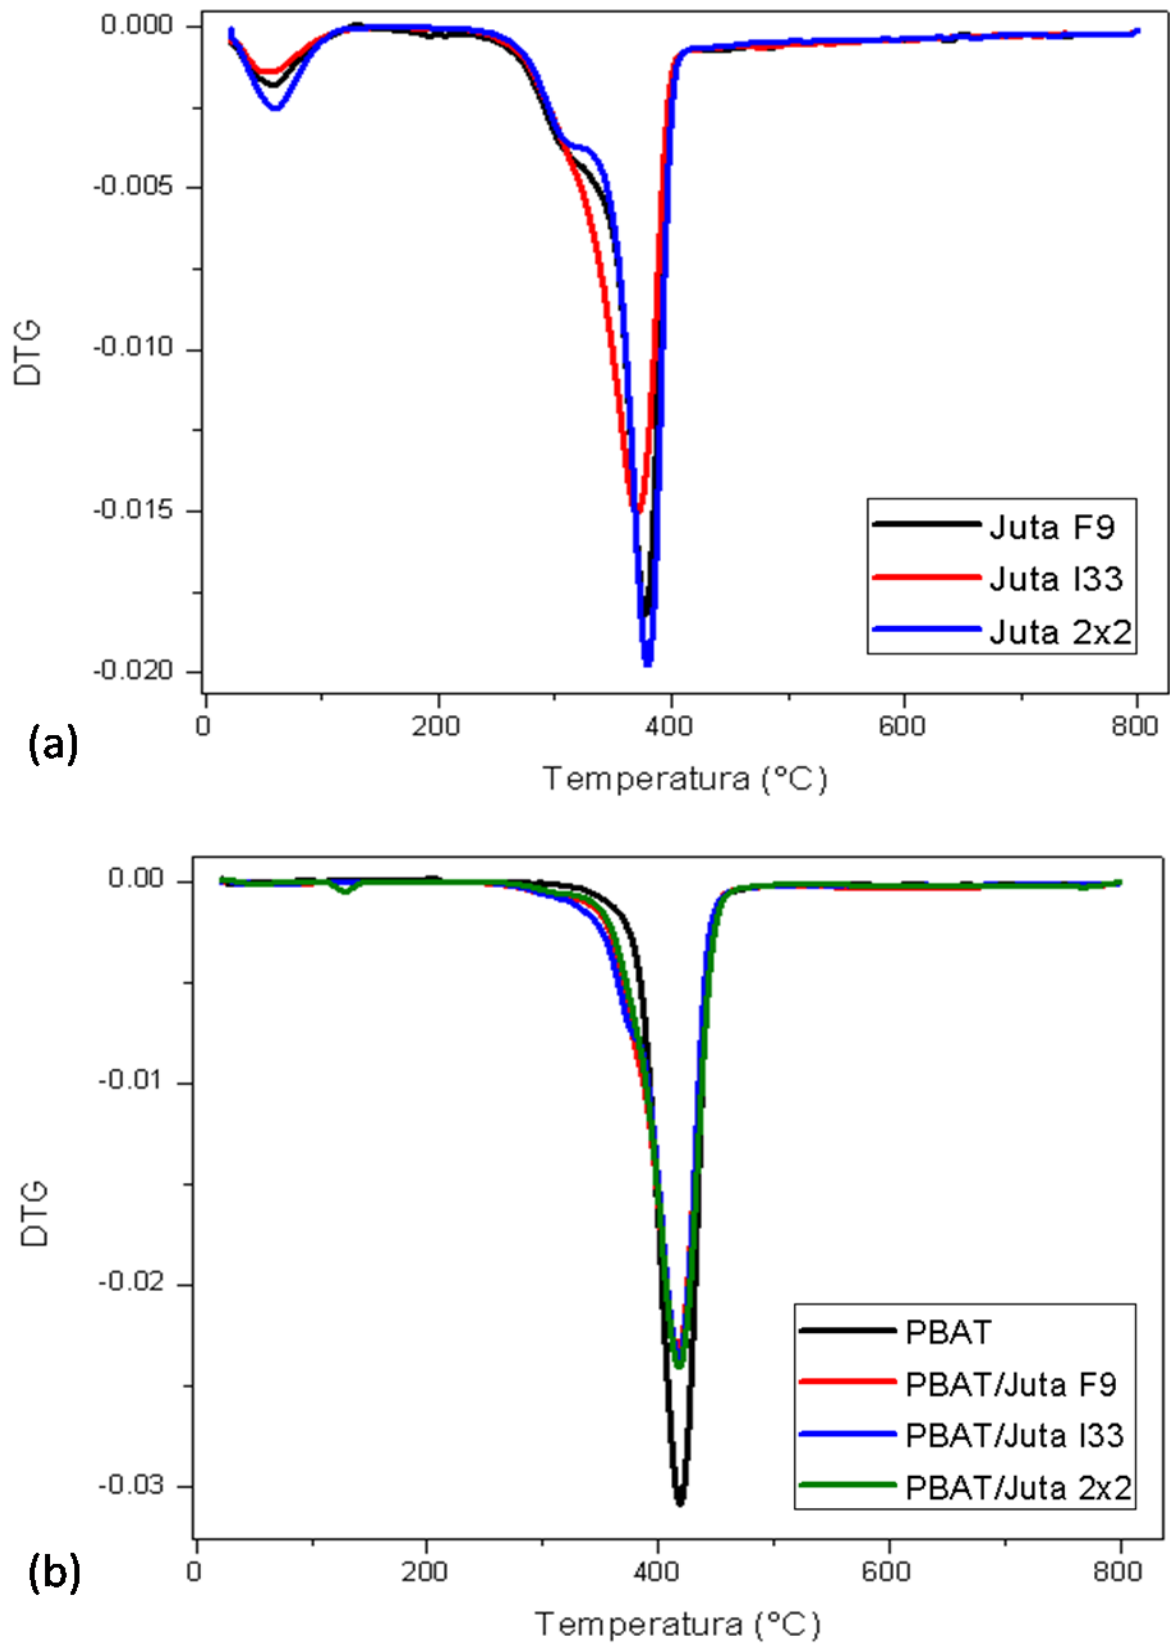 0.000
-0.005
-0.010
-0.015
-0.020
DTG
Juta F9
Juta I33
Juta 2x2
0 200 400 600 800
(a)
Temperatura (°C)
0.00
-0.01
-0.02
-0.03
DTG
PBAT
PBAT/Juta F9
PBAT/Juta I33
PBAT/Juta 2x2
0 200 400 600 800
(b)
Temperatura (°C)